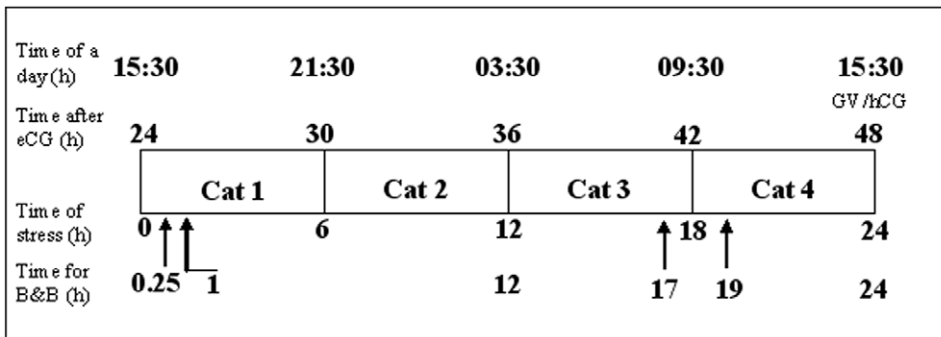 Time of a
day (h) 15:30 21:30 03:30 09:30 15:30
GV/hCG
Time after
eCG (h) 24 30 36 42 48
Cat 1 Cat 2 Cat 3 Cat 4
Time of
stress (h) 0 6 12 18 24
Time for
B&B (h) 0.25 1 12 17 19 24